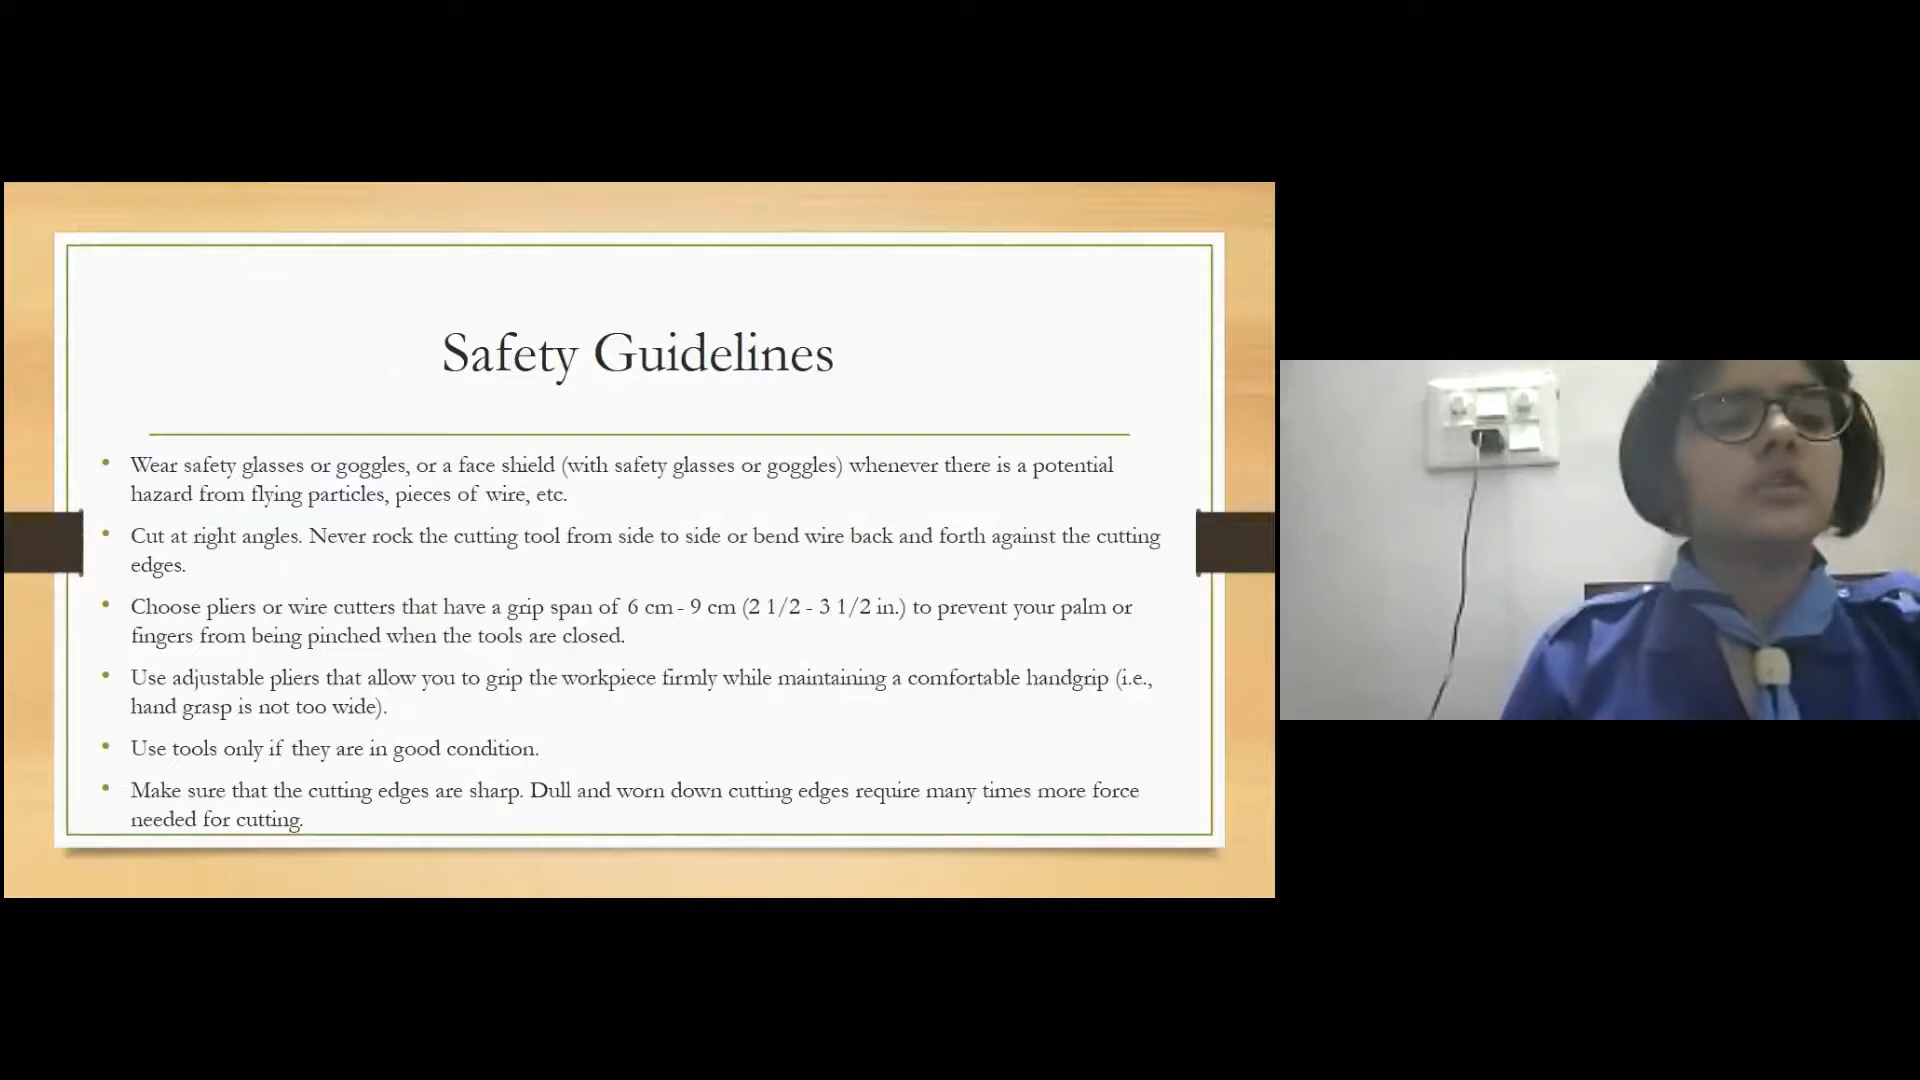 Safety Guidelines
• Wear safety glasses or goggles, or a face shield (with safety glasses or goggles) whenever there is a potential
hazard from flying particles, pieces of wire, etc.
• Cut at right angles. Never rock the cutting tool from side to side or bend wire back and forth against the cutting
edges.
• Choose pliers or wire cutters that have a grip span of 6 cm - 9 cm (2 1/2 - 3 1/2 in.) to prevent your palm or
fingers from being pinched when the tools are closed.
• Use adjustable pliers that allow you to grip the workpiece firmly while maintaining a comfortable handgrip (i.e.,
hand grasp is not too wide).
• Use tools only if they are in good condition.
• Make sure that the cutting edges are sharp. Dull and worn down cutting edges require many times more force
needed for cutting.